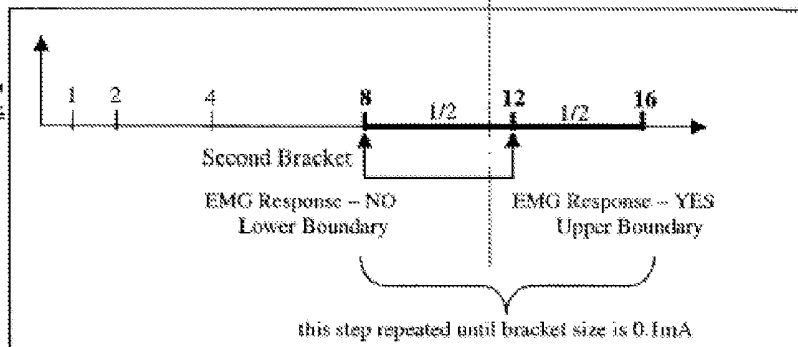 1 2 4 8 1/2 12 1/2 16
Second Bracket
EMG Response – NO
Lower Boundary
EMG Response – YES
Upper Boundary
this step repeated until bracket size is 0.1mA